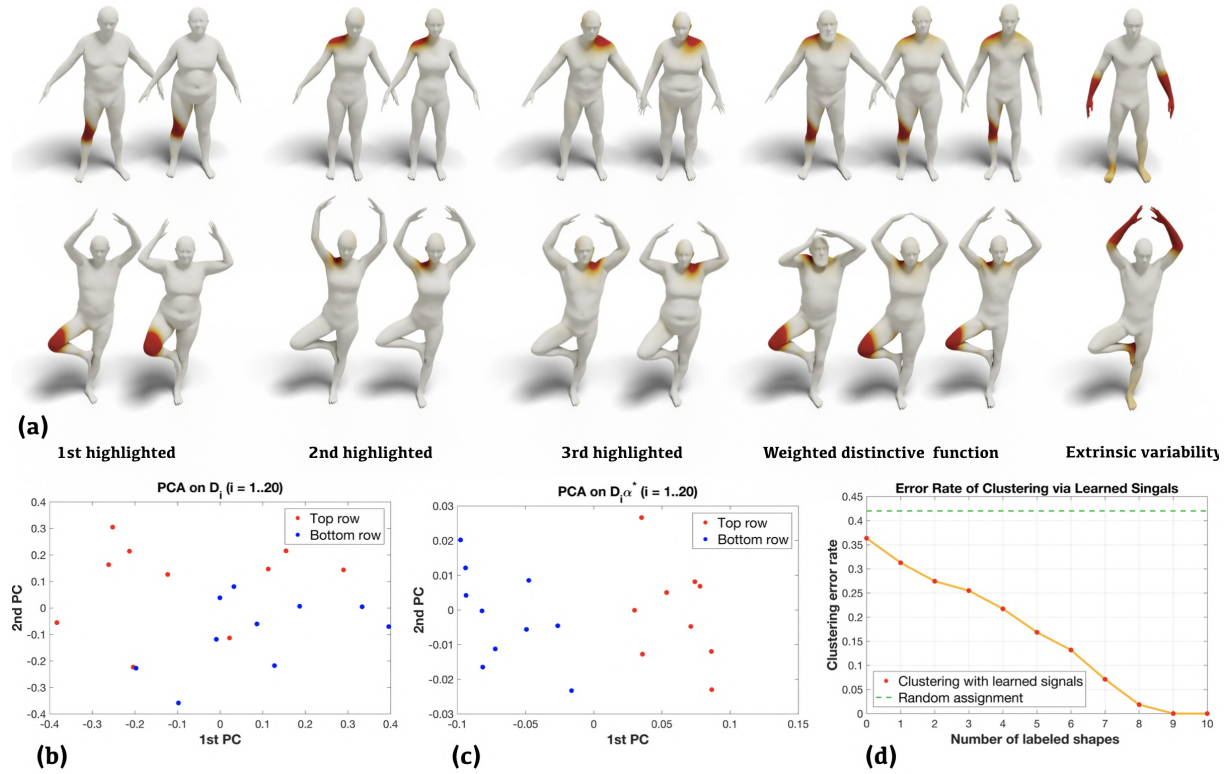 (a)
1st highlighted
2nd highlighted
3rd highlighted
Weighted distinctive function
Extrinsic variability
PCA on D_i (i = 1..20)
Top row
Bottom row
2nd PC
0.4
0.3
0.2
0.1
0
-0.1
-0.2
-0.3
-0.4
-0.4
-0.3
-0.2
-0.1
0
0.1
0.2
0.3
0.4
1st PC
(b)
PCA on D_iα* (i = 1..20)
Top row
Bottom row
2nd PC
0.03
0.02
0.01
0
-0.01
-0.02
-0.03
-0.1
-0.05
0
0.05
0.1
0.15
1st PC
(c)
Error Rate of Clustering via Learned Singals
Clustering error rate
0.45
0.4
0.35
0.3
0.25
0.2
0.15
0.1
0.05
0
Clustering with learned signals
Random assignment
0
1
2
3
4
5
6
7
8
9
10
Number of labeled shapes
(d)